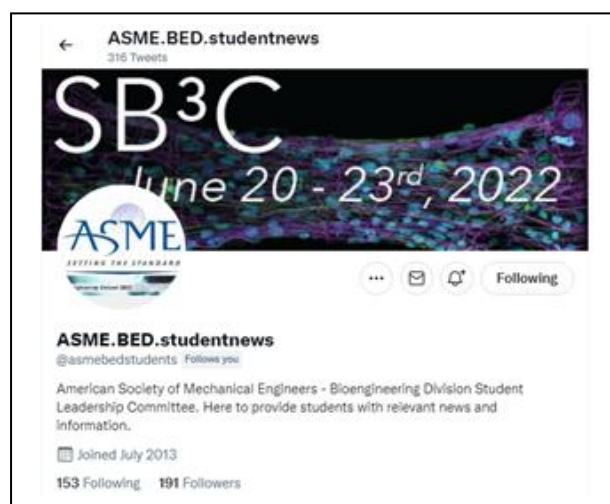 ASME.BED.studentnews
316 Tweets
SB³C
June 20 - 23rd, 2022
ASME
SETTING THE STANDARD
Following
ASME.BED.studentnews
@asmebedstudents Follows you
American Society of Mechanical Engineers - Bioengineering Division Student
Leadership Committee. Here to provide students with relevant news and
information.
Joined July 2013
153 Following 191 Followers